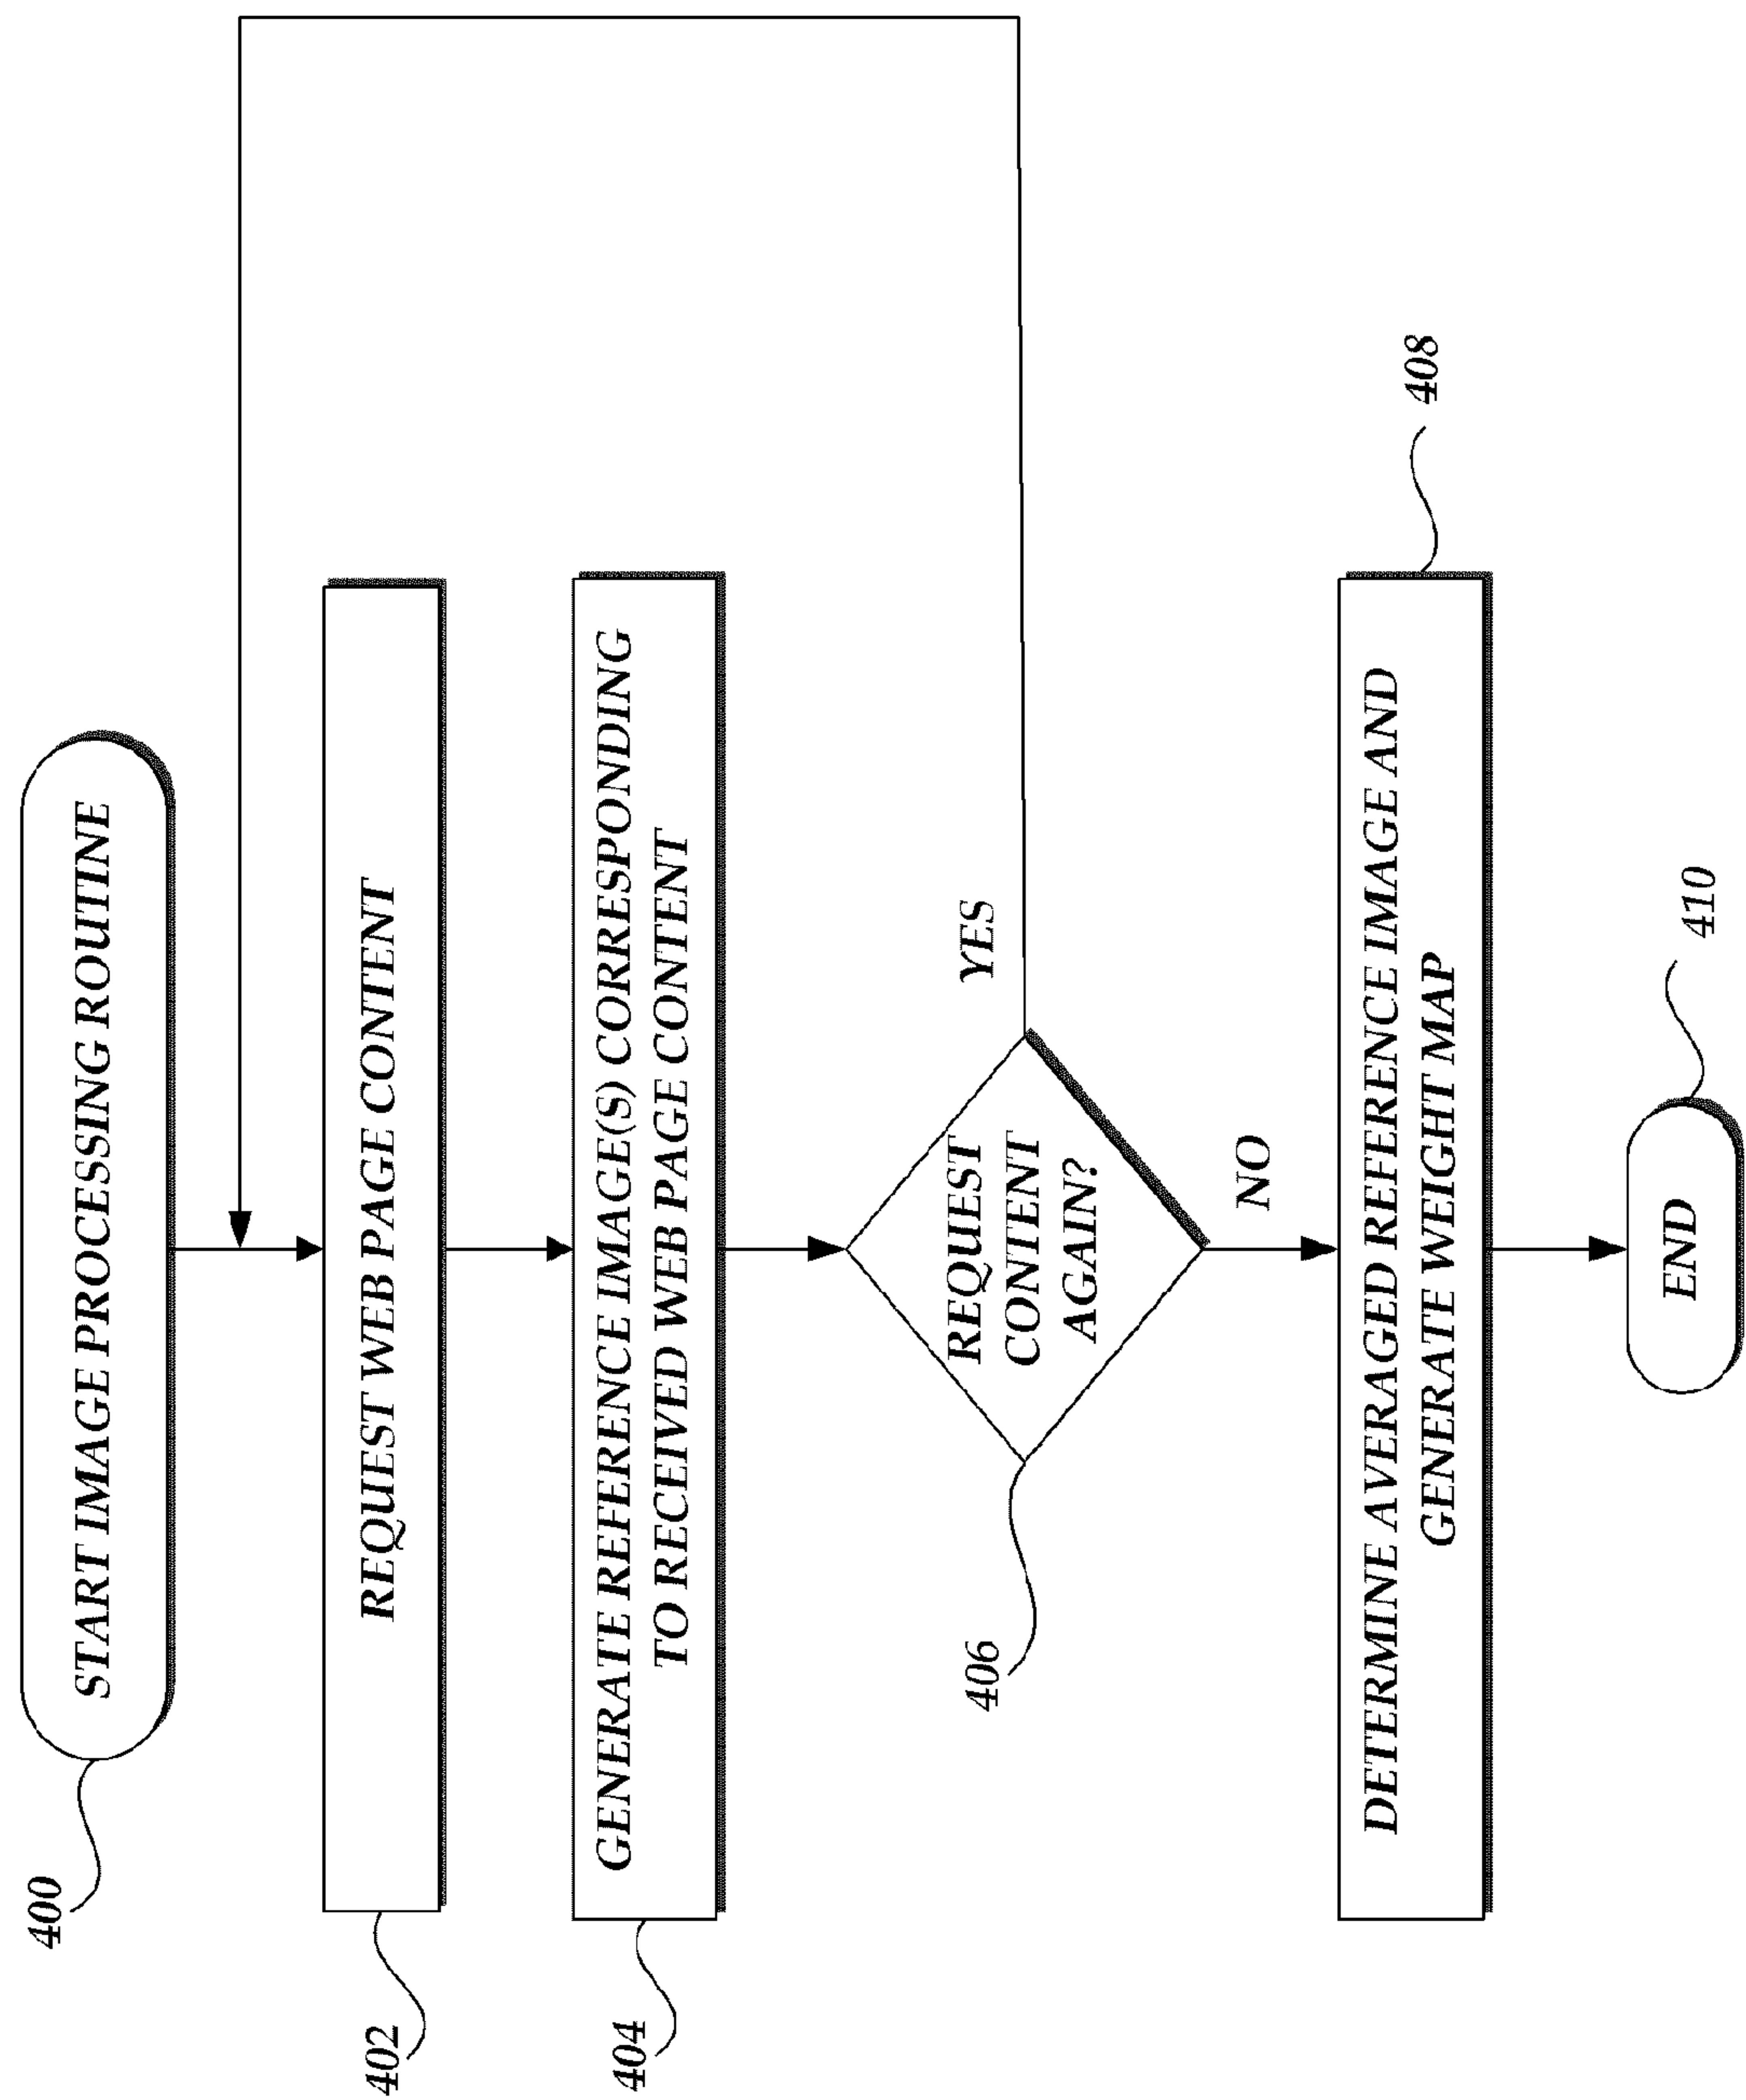 400
START IMAGE PROCESSING ROUTINE
402
REQUEST WEB PAGE CONTENT
404
GENERATE REFERENCE IMAGE(S) CORRESPONDING
TO RECEIVED WEB PAGE CONTENT
406
REQUEST
CONTENT
AGAIN?
YES
NO
DETERMINE AVERAGED REFERENCE IMAGE AND
GENERATE WEIGHT MAP
408
END
410